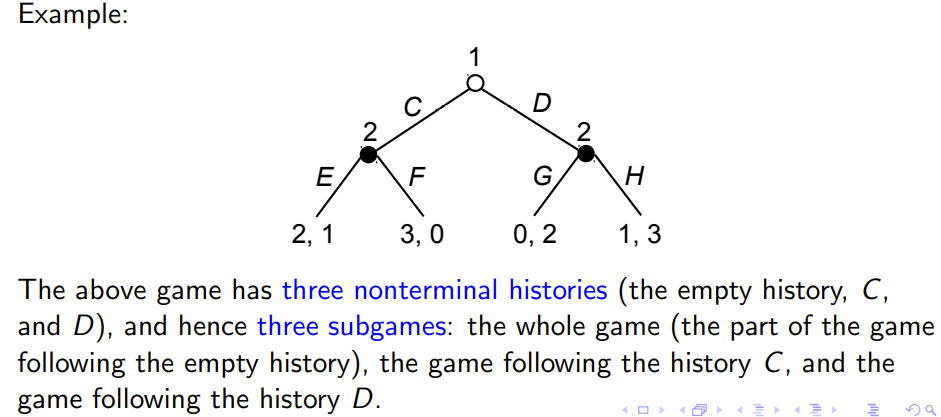 Example:
1
C
D
2
2
E
F
G
H
2, 1
3, 0
0, 2
1, 3
The above game has three nonterminal histories (the empty history, C,
and D), and hence three subgames: the whole game (the part of the game
following the empty history), the game following the history C, and the
game following the history D.